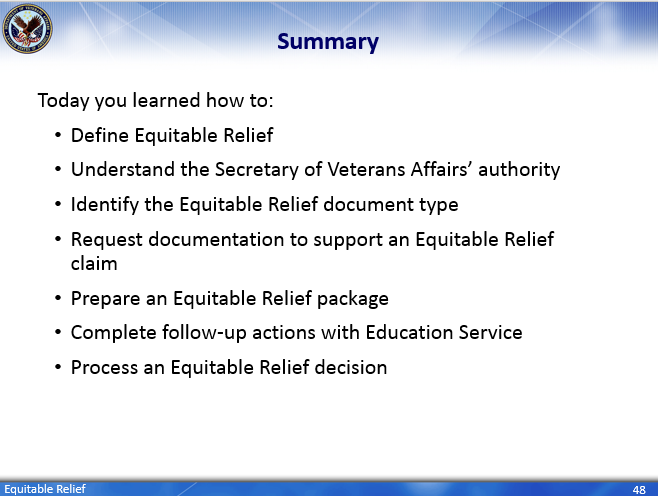 Summary
Today you learned how to:
• Define Equitable Relief
• Understand the Secretary of Veterans Affairs’ authority
• Identify the Equitable Relief document type
• Request documentation to support an Equitable Relief
claim
• Prepare an Equitable Relief package
• Complete follow-up actions with Education Service
• Process an Equitable Relief decision
Equitable Relief
48